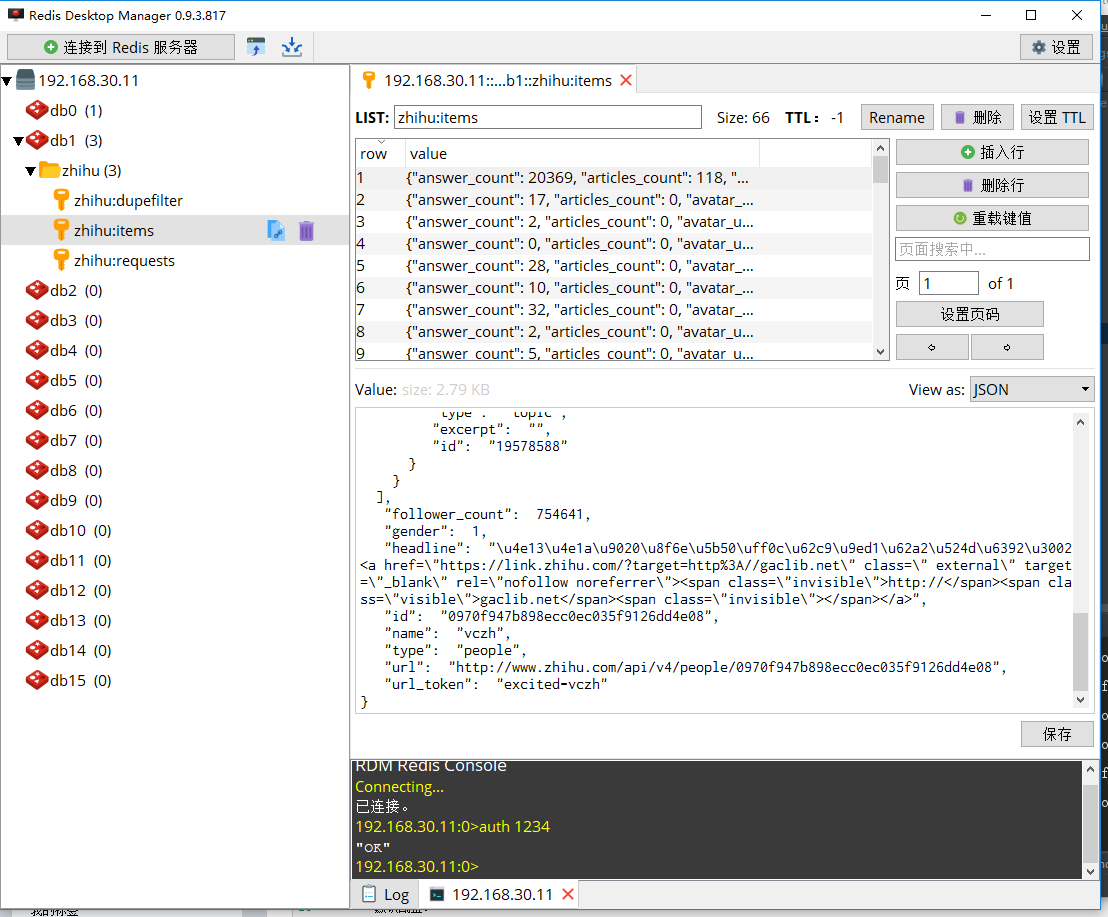 Redis Desktop Manager 0.9.3.817
连接到 Redis 服务器
设置
192.168.30.11
db0 (1)
db1 (3)
zhihu (3)
zhihu:dupefilter
zhihu:items
zhihu:requests
db2 (0)
db3 (0)
db4 (0)
db5 (0)
db6 (0)
db7 (0)
db8 (0)
db9 (0)
db10 (0)
db11 (0)
db12 (0)
db13 (0)
db14 (0)
db15 (0)
192.168.30.11::...b1::zhihu:items
LIST: zhihu:items Size: 66 TTL： -1 Rename 删除 设置 TTL
row value
1 {"answer_count": 20369, "articles_count": 118, "...
2 {"answer_count": 17, "articles_count": 0, "avatar_...
3 {"answer_count": 2, "articles_count": 0, "avatar_u...
4 {"answer_count": 0, "articles_count": 0, "avatar_u...
5 {"answer_count": 28, "articles_count": 0, "avatar_...
6 {"answer_count": 10, "articles_count": 0, "avatar_...
7 {"answer_count": 32, "articles_count": 0, "avatar_...
8 {"answer_count": 2, "articles_count": 0, "avatar_u...
9 {"answer_count": 5, "articles_count": 0, "avatar_u...
插入行
删除行
重载键值
页面搜索中...
页 1 of 1
设置页码
Value: size: 2.79 KB View as: JSON
"type": "topic",
"excerpt": "",
"id": "19578588"
}
}
],
"follower_count": 754641,
"gender": 1,
"headline": "\u4e13\u4e1a\u9020\u8f6e\u5b50\uff0c\u62c9\u9ed1\u62a2\u524d\u6392\u3002
<a href=\"https://link.zhihu.com/?target=http%3A//gaclib.net\" class=\" external\" target
=\"_blank\" rel=\"nofollow noreferrer\"><span class=\"invisible\">http://</span><span cla
ss=\"visible\">gaclib.net</span><span class=\"invisible\"></span></a>",
"id": "0970f947b898ecc0ec035f9126dd4e08",
"name": "vczh",
"type": "people",
"url": "http://www.zhihu.com/api/v4/people/0970f947b898ecc0ec035f9126dd4e08",
"url_token": "excited-vczh"
}
保存
RDM Redis Console
Connecting...
已连接。
192.168.30.11:0>auth 1234
"OK"
192.168.30.11:0>
Log
192.168.30.11
我的标签